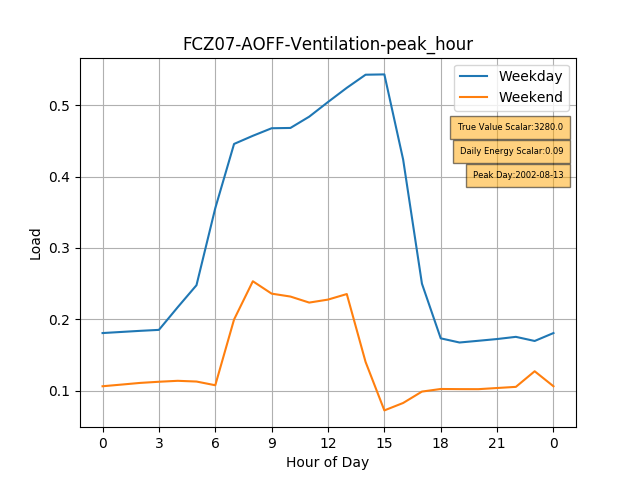 FCZ07-AOFF-Ventilation-peak_hour
Weekday
Weekend
True Value Scalar:3280.0
Daily Energy Scalar:0.09
Peak Day:2002-08-13
0.5
0.4
0.3
0.2
0.1
Load
0 3 6 9 12 15 18 21 0
Hour of Day